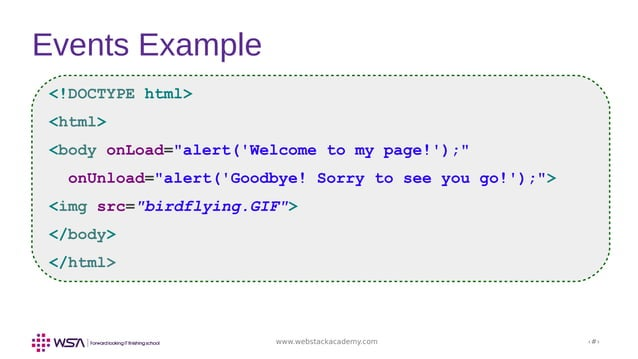 Events Example
<!DOCTYPE html>
<html>
<body onLoad="alert('Welcome to my page!');"
onUnload="alert('Goodbye! Sorry to see you go!');">
<img src="birdflying.GIF">
</body>
</html>
WSA Forward looking IT finishing school
www.webstackacademy.com
‹#›